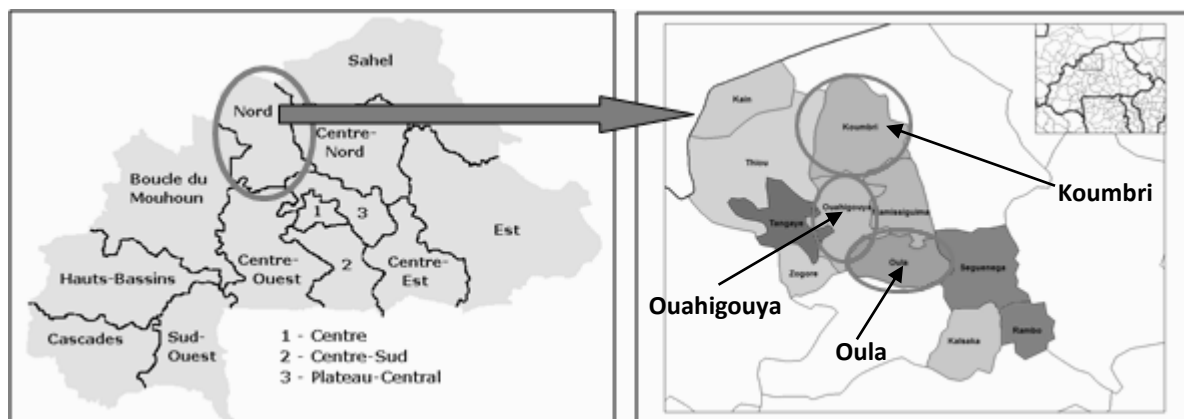 Sahel
Nord
Centre-
Nord
Boucle du
Mouhoun
1
3
Est
Hauts-Bassins
Centre-
Ouest
2
Centre-
Est
Cascades
Sud-
Ouest
1 - Centre
2 - Centre-Sud
3 - Plateau-Central
Kain
Koumbri
Thiou
Koumbri
Ouahigouya
Tangaye
Oula
Seguenega
Zogore
Ouahigouya
Oula
Kalsaka
Rambo